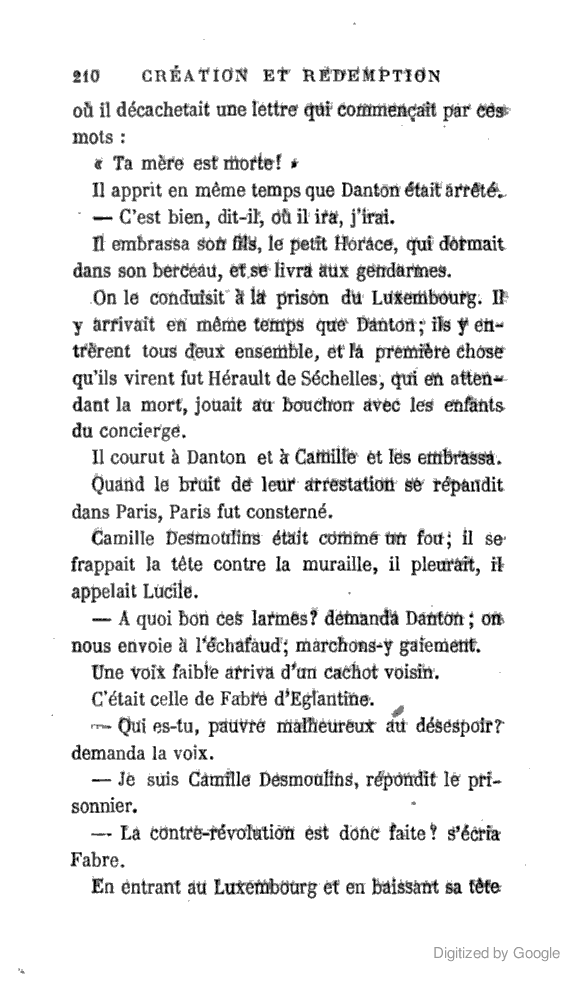 210 CRÉATION ET REDEMPTION
où il décachetait une lettre qui commençait par ces
mots :
« Ta mère est morte! »
Il apprit en même temps que Danton était arrêté.
— C'est bien, dit-il, où il ira, j'irai.
Il embrassa son fils, le petit Horace, qui dormait
dans son berceau, et se livra aux gendarmes.
On le conduisit à la prison du Luxembourg. Il
y arrivait en même temps que Danton; ils y en-
trèrent tous deux ensemble, et la première chose
qu'ils virent fut Hérault de Séchelles, qui en atten-
dant la mort, jouait au bouchon avec les enfants
du concierge.
Il courut à Danton et à Camille et les embrassa.
Quand le bruit de leur arrestation se répandit
dans Paris, Paris fut consterné.
Camille Desmoulins était comme un fou; il se
frappait la tête contre la muraille, il pleurait, il
appelait Lucile.
— A quoi bon ces larmes? demanda Danton; on
nous envoie à l'échafaud; marchons-y gaiement.
Une voix faible arriva d'un cachot voisin.
C'était celle de Fabre d'Eglantine.
— Qui es-tu, pauvre malheureux au désespoir?
demanda la voix.
— Je suis Camille Desmoulins, répondit le pri-
sonnier.
— La contre-révolution est donc faite? s'écria
Fabre.
En entrant au Luxembourg et en baissant sa tête
Digitized by Google